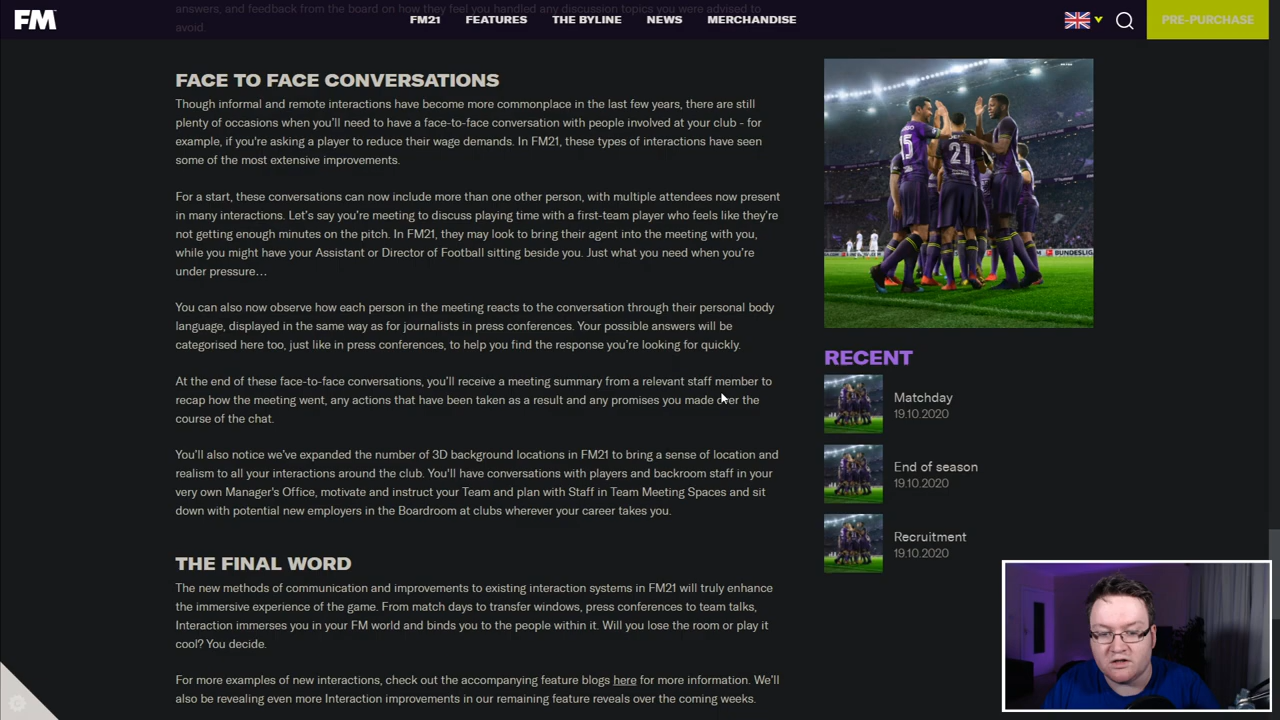 answers, and feedback from the board on how they feel you handled any discussion topics you were advised to
avoid.
FM
FM21
FEATURES
THE BYLINE
NEWS
MERCHANDISE
PRE-PURCHASE
FACE TO FACE CONVERSATIONS
Though informal and remote interactions have become more commonplace in the last few years, there are still
plenty of occasions when you'll need to have a face-to-face conversation with people involved at your club - for
example, if you're asking a player to reduce their wage demands. In FM21, these types of interactions have seen
some of the most extensive improvements.
For a start, these conversations can now include more than one other person, with multiple attendees now present
in many interactions. Let's say you're meeting to discuss playing time with a first-team player who feels like they're
not getting enough minutes on the pitch. In FM21, they may look to bring their agent into the meeting with you,
while you might have your Assistant or Director of Football sitting beside you. Just what you need when you're
under pressure…
You can also now observe how each person in the meeting reacts to the conversation through their personal body
language, displayed in the same way as for journalists in press conferences. Your possible answers will be
categorised here too, just like in press conferences, to help you find the response you're looking for quickly.
At the end of these face-to-face conversations, you'll receive a meeting summary from a relevant staff member to
recap how the meeting went, any actions that have been taken as a result and any promises you made over the
course of the chat.
You'll also notice we've expanded the number of 3D background locations in FM21 to bring a sense of location and
realism to all your interactions around the club. You'll have conversations with players and backroom staff in your
very own Manager's Office, motivate and instruct your Team and plan with Staff in Team Meeting Spaces and sit
down with potential new employers in the Boardroom at clubs wherever your career takes you.
THE FINAL WORD
The new methods of communication and improvements to existing interaction systems in FM21 will truly enhance
the immersive experience of the game. From match days to transfer windows, press conferences to team talks,
Interaction immerses you in your FM world and binds you to the people within it. Will you lose the room or play it
cool? You decide.
For more examples of new interactions, check out the accompanying feature blogs here for more information. We'll
also be revealing even more Interaction improvements in our remaining feature reveals over the coming weeks.
15
21
BUNDESLIG
RECENT
Matchday
19.10.2020
End of season
19.10.2020
Recruitment
19.10.2020